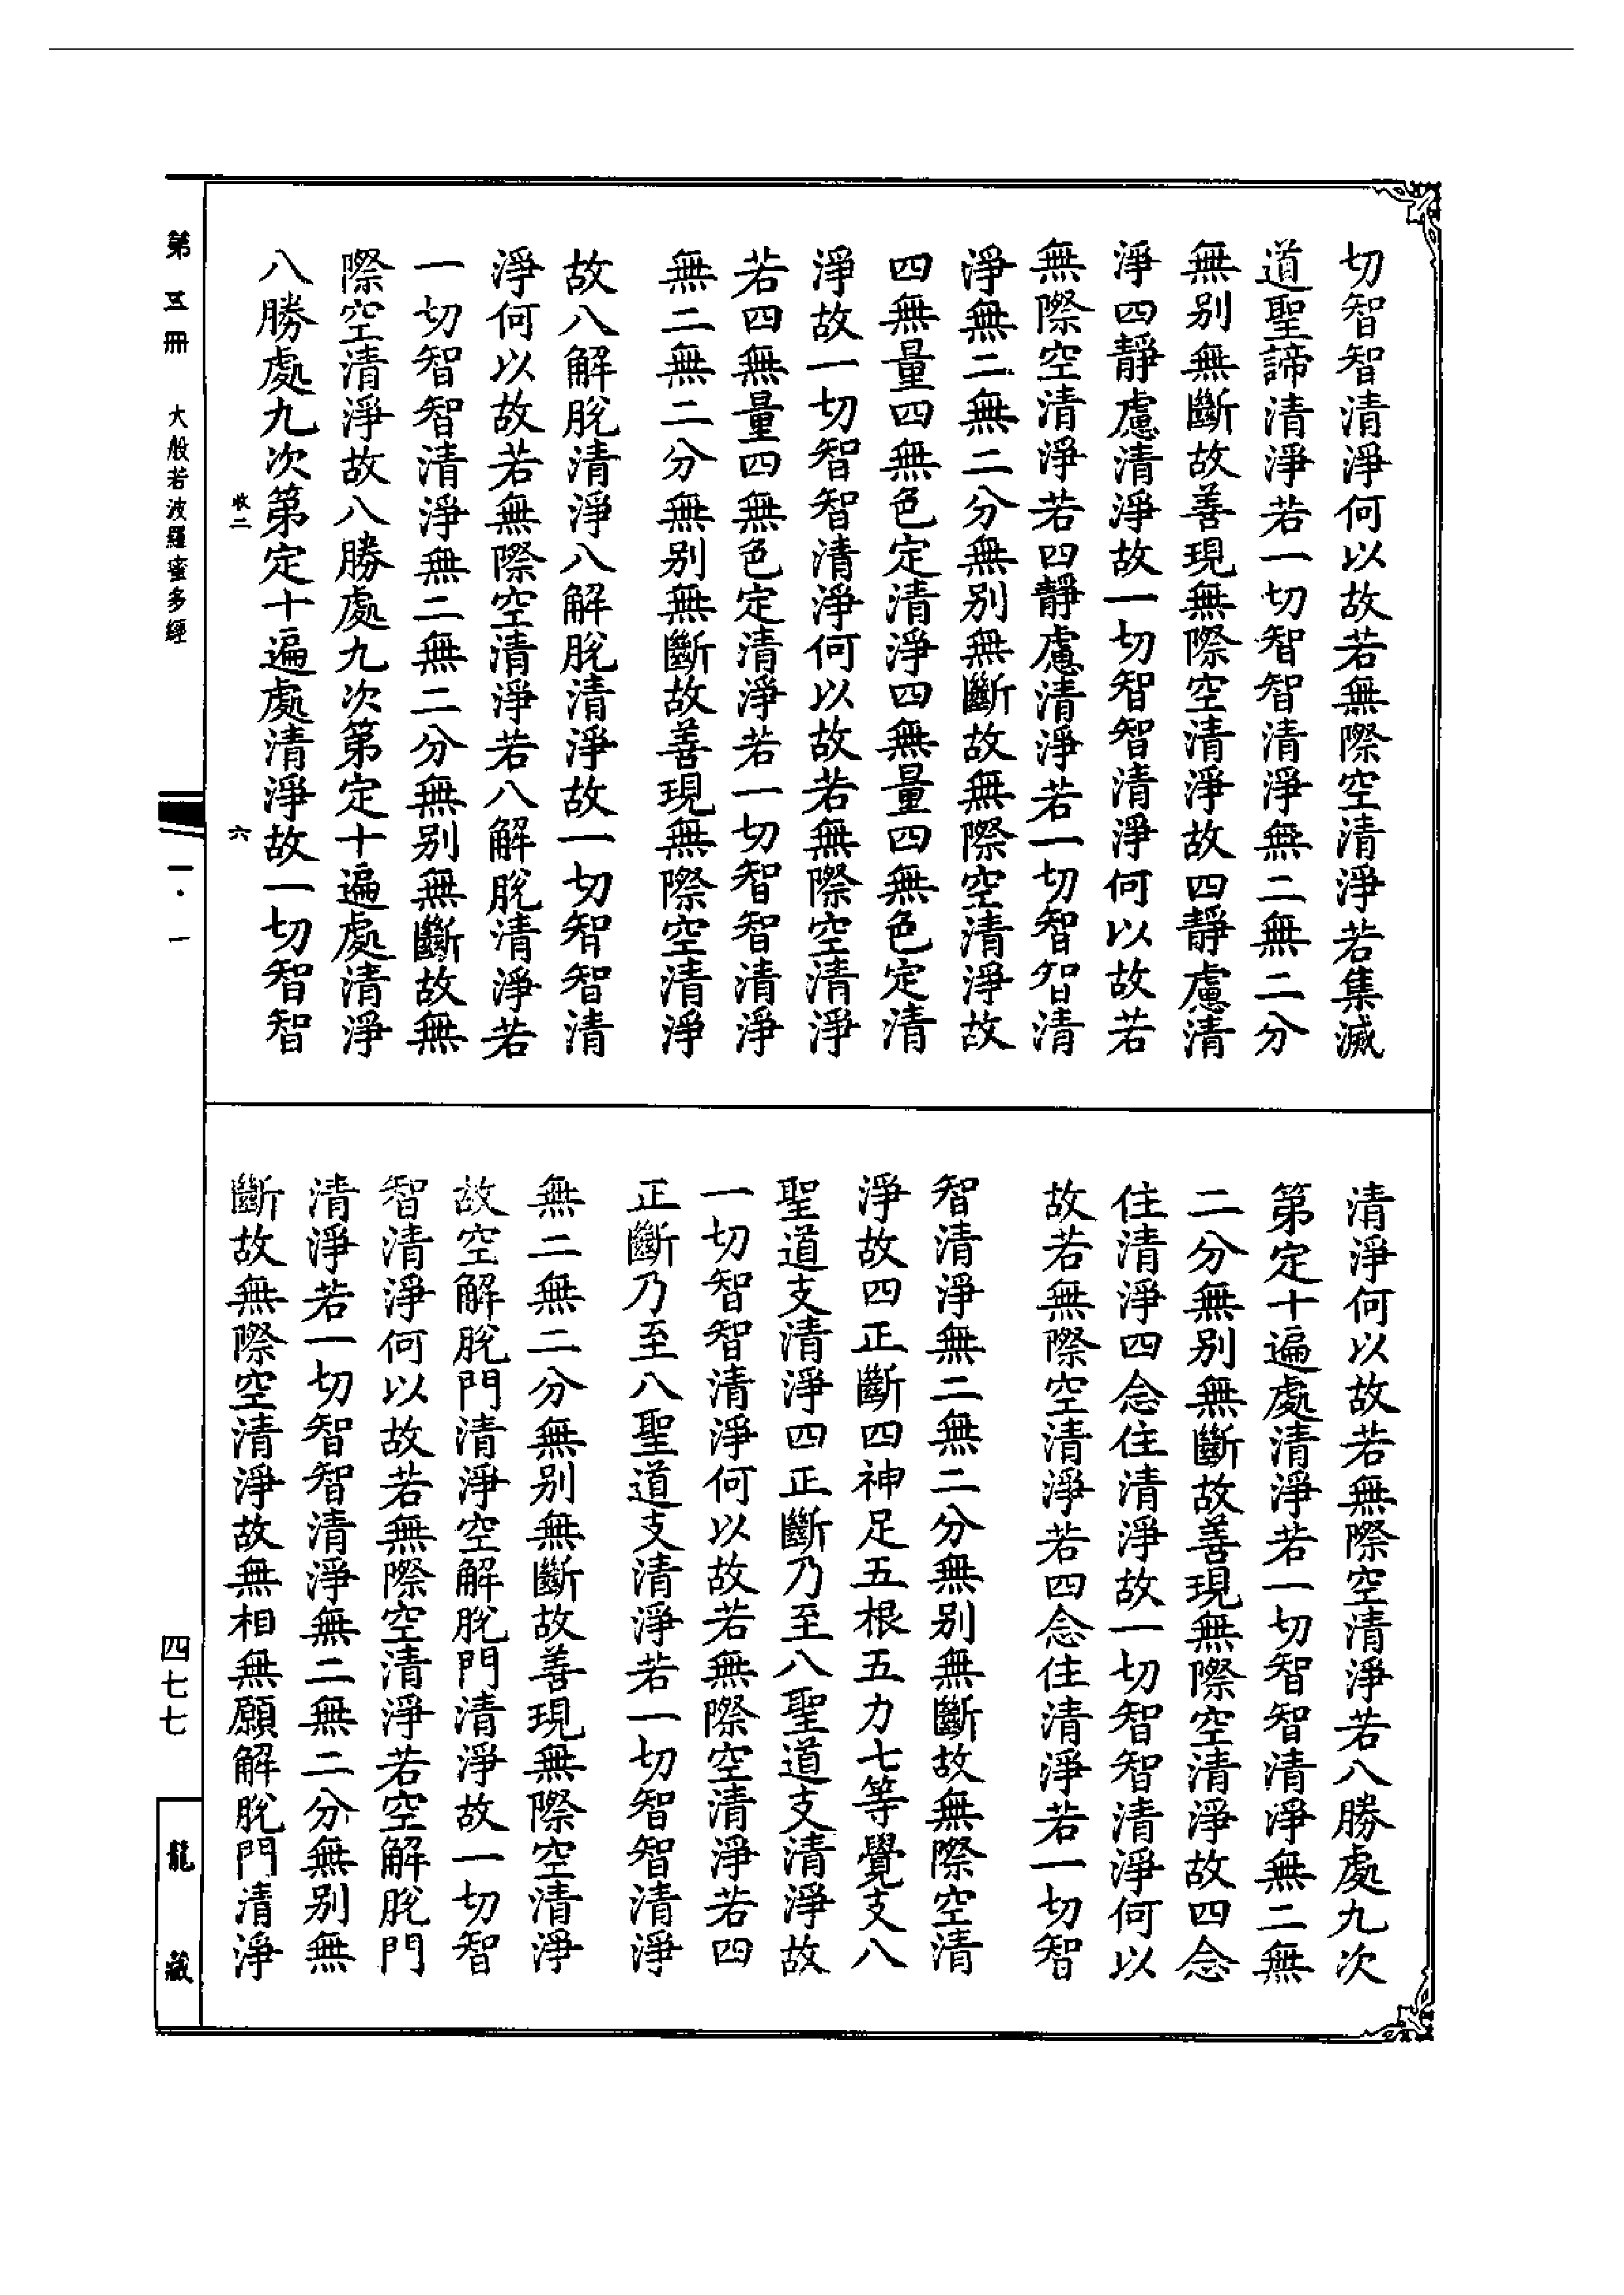 切智智清淨何以故若無際空清淨若集滅
道聖諦清淨若一切智智清淨無二無二分
無别無斷故善現無際空清淨故四靜慮清
淨四靜慮清淨故一切智智清淨何以故若
無際空清淨若四靜慮清淨若一切智智清
淨無二無二分無别無斷故無際空清淨故
四無量四無色定清淨四無量四無色定清
淨故一切智智清淨何以故若無際空清淨
若四無量四無色定清淨若一切智智清淨
無二無二分無别無斷故善現無際空清淨
故八解脫清淨八解脫清淨故一切智智清
淨何以故若無際空清淨若八解脫清淨若
一切智智清淨無二無二分無别無斷故無
際空清淨故八勝處九次第定十遍處清淨
八勝處九次第定十遍處清淨故一切智智
收二 六
清淨何以故若無際空清淨若八勝處九次
第定十遍處清淨若一切智智清淨無二無
二分無别無斷故善現無際空清淨故四念
住清淨四念住清淨故一切智智清淨何以
故若無際空清淨若四念住清淨若一切智
智清淨無二無二分無别無斷故無際空清
淨故四正斷四神足五根五力七等覺支八
聖道支清淨四正斷乃至八聖道支清淨故
一切智智清淨何以故若無際空清淨若四
正斷乃至八聖道支清淨若一切智智清淨
無二無二分無别無斷故善現無際空清淨
故空解脫門清淨空解脫門清淨故一切智
智清淨何以故若無際空清淨若空解脫門
清淨若一切智智清淨無二無二分無别無
斷故無際空清淨故無相無願解脫門清淨
第五冊 大般若波羅蜜多經 一·一 四七七 龍藏